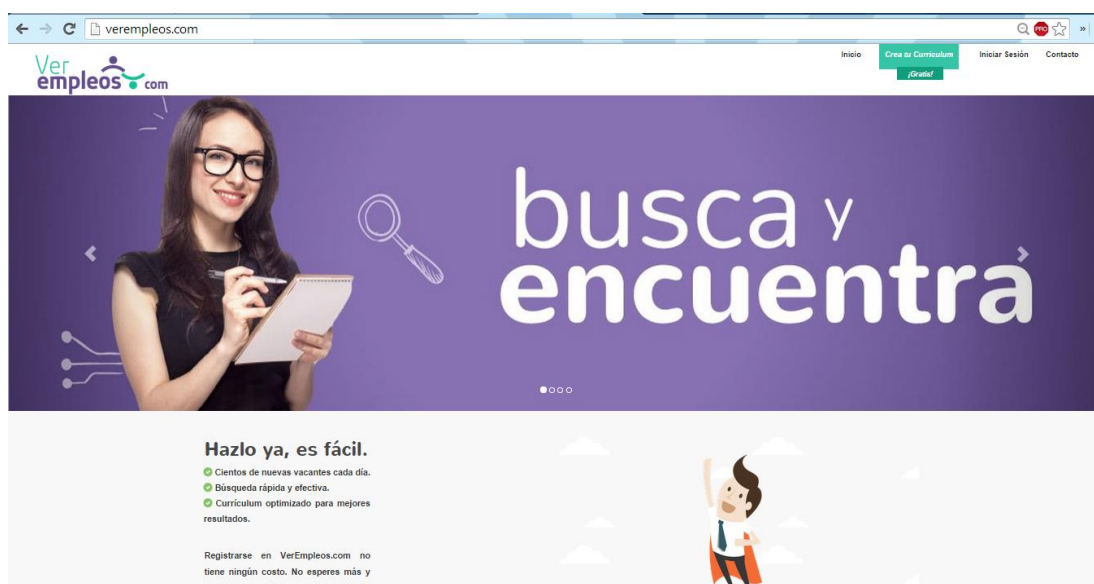 verempleos.com
PRO
»
Ver
empleos.com
Inicio
Crea tu Curriculum
¡Gratis!
Iniciar Sesión
Contacto
busca y
encuentra
Hazlo ya, es fácil.
Cientos de nuevas vacantes cada día.
Búsqueda rápida y efectiva.
Currículum optimizado para mejores
resultados.
Registrarse en VerEmpleos.com no
tiene ningún costo. No esperes más y